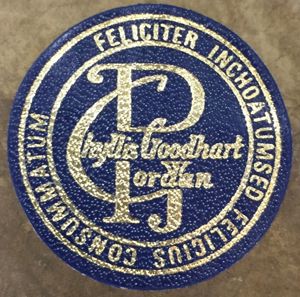 FELICITER INCHOATUM SED FELICIUS CONSUMMATUM
Phyllis Goodhart
Gordan